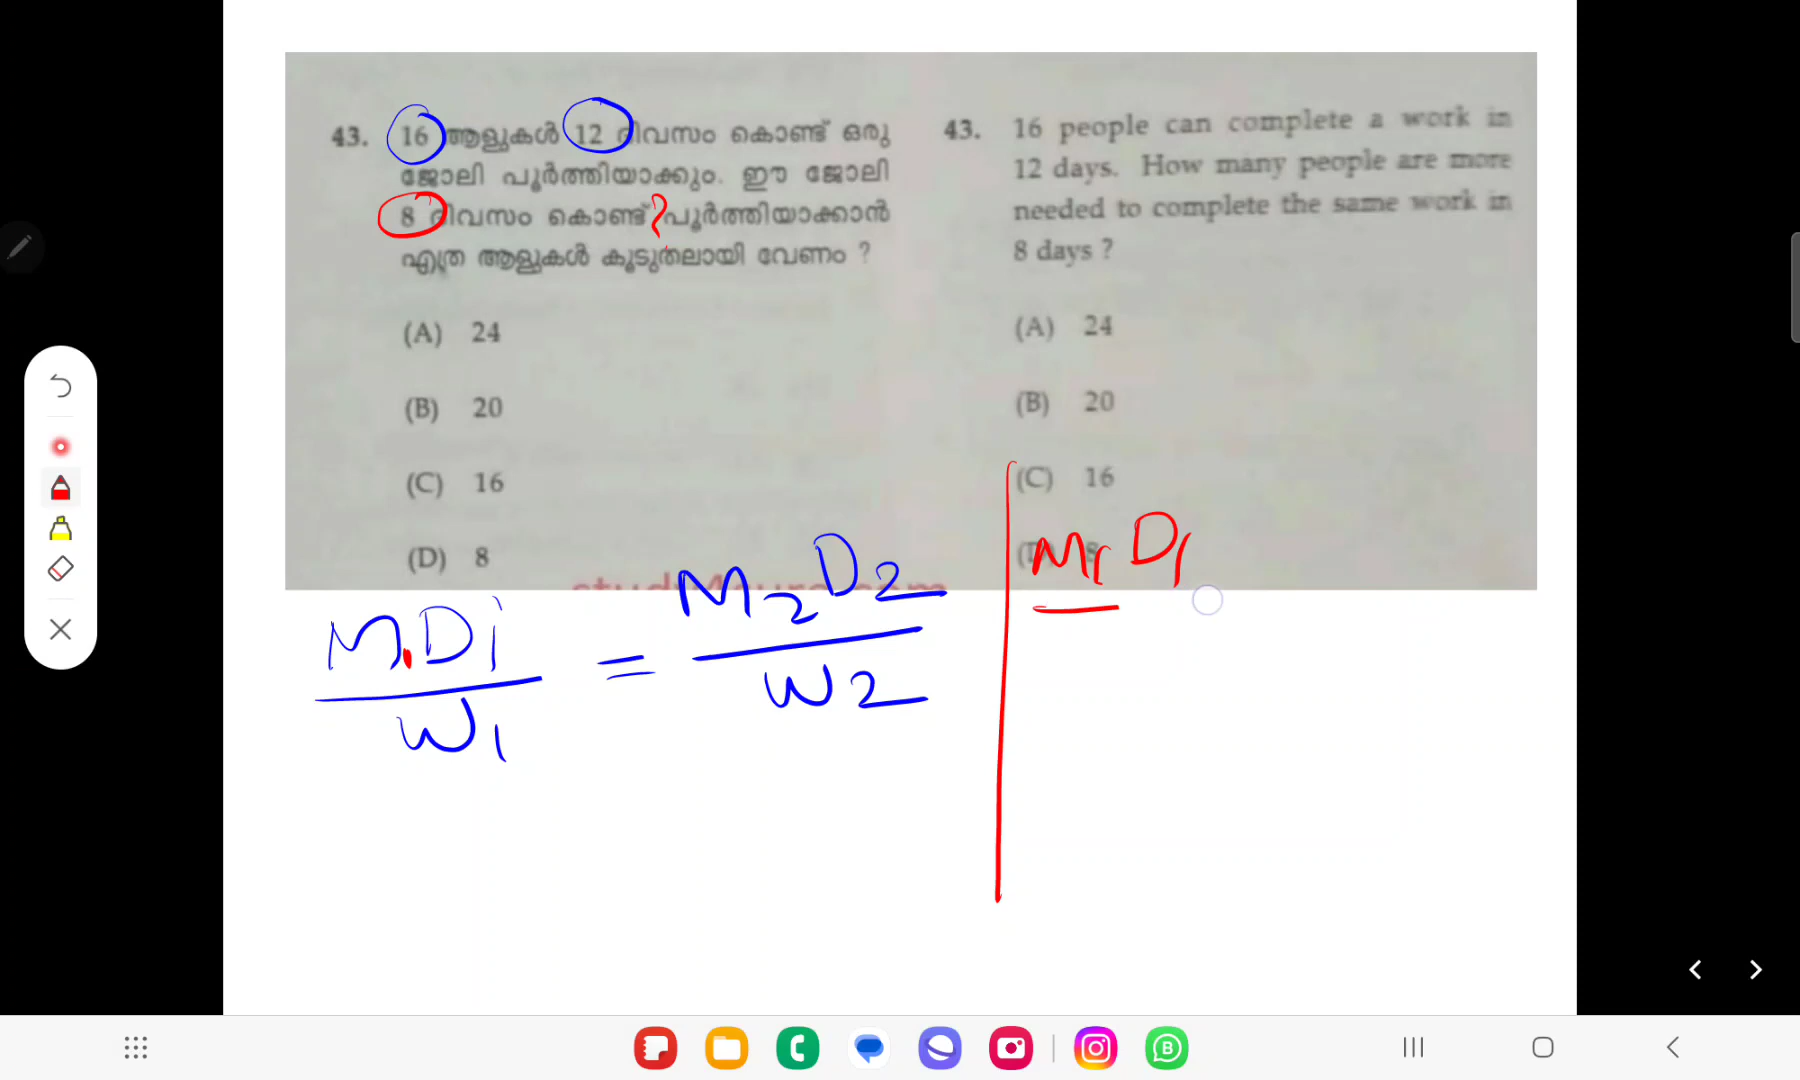 43. 16 ആളുകൾ 12 ദിവസം കൊണ്ട് ഒരു
ജോലി പൂർത്തിയാക്കും. ഈ ജോലി
8 ദിവസം കൊണ്ട് ? പൂർത്തിയാക്കാൻ
എത്ര ആളുകൾ കൂടുതലായി വേണം ?
(A) 24
(B) 20
(C) 16
(D) 8
43. 16 people can complete a work in
12 days. How many people are more
needed to complete the same work in
8 days ?
(A) 24
(B) 20
(C) 16
M1 D1
M1D1 = M2D2
W1 W2